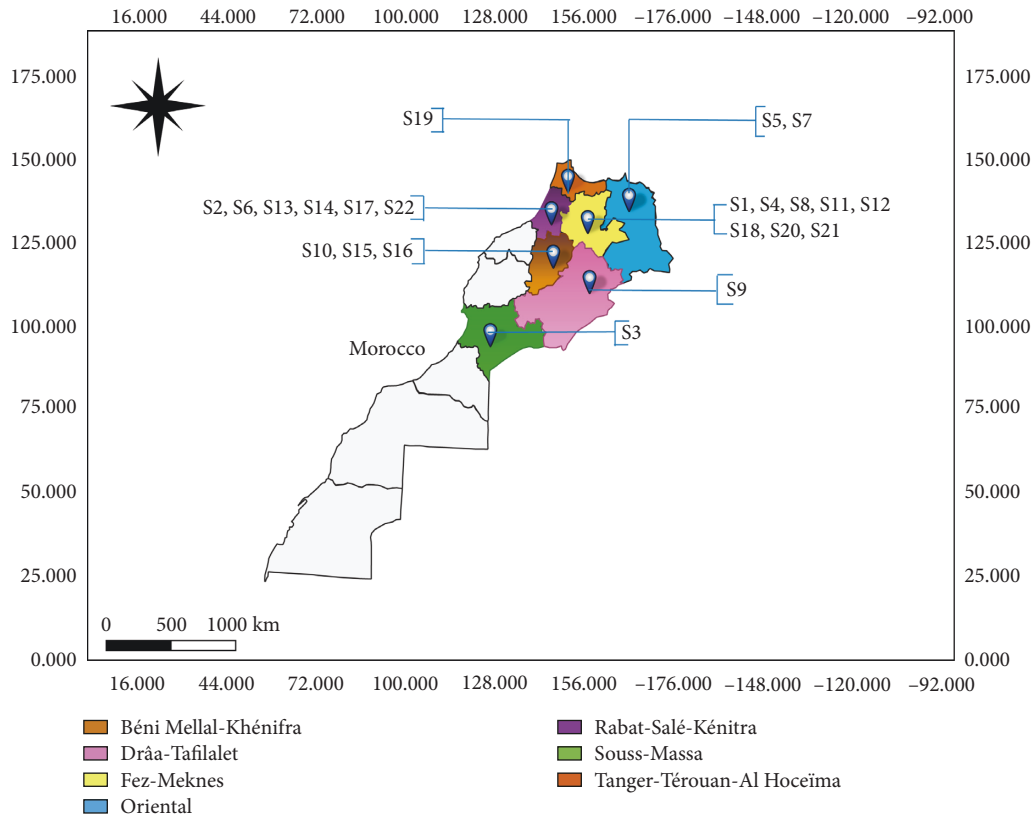 16.000 44.000 72.000 100.000 128.000 156.000 −176.000 −148.000 −120.000 −92.000
175.000 175.000
S19 S5, S7
150.000 150.000
S2, S6, S13, S14, S17, S22 S1, S4, S8, S11, S12
S18, S20, S21
125.000 125.000
S10, S15, S16
S9
100.000 100.000
S3
Morocco
75.000 75.000
50.000 50.000
25.000 25.000
0 500 1000 km
0.000 0.000
16.000 44.000 72.000 100.000 128.000 156.000 −176.000 −148.000 −120.000 −92.000
Béni Mellal-Khénifra
Drâa-Tafilalet
Fez-Meknes
Oriental
Rabat-Salé-Kénitra
Souss-Massa
Tanger-Térouan-Al Hoceïma